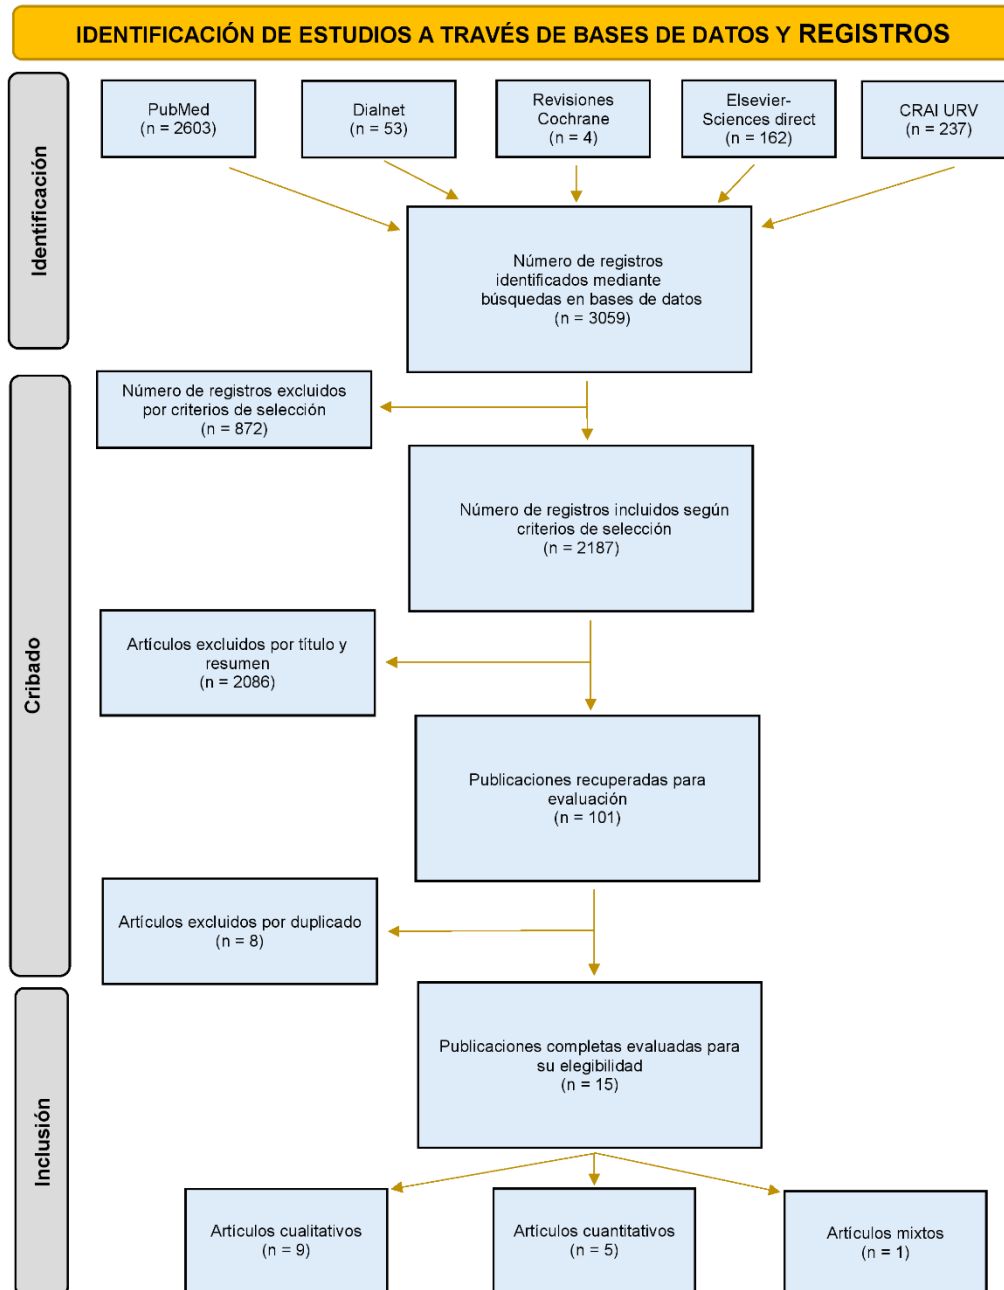 IDENTIFICACIÓN DE ESTUDIOS A TRAVÉS DE BASES DE DATOS Y REGISTROS
Identificación
PubMed
(n = 2603)
Dialnet
(n = 53)
Revisiones
Cochrane
(n = 4)
Elsevier-
Sciences direct
(n = 162)
CRAI URV
(n = 237)
Número de registros
identificados mediante
búsquedas en bases de datos
(n = 3059)
Cribado
Número de registros excluidos
por criterios de selección
(n = 872)
Número de registros incluidos según
criterios de selección
(n = 2187)
Artículos excluidos por título y
resumen
(n = 2086)
Publicaciones recuperadas para
evaluación
(n = 101)
Artículos excluidos por duplicado
(n = 8)
Inclusión
Publicaciones completas evaluadas para
su elegibilidad
(n = 15)
Artículos cualitativos
(n = 9)
Artículos cuantitativos
(n = 5)
Artículos mixtos
(n = 1)